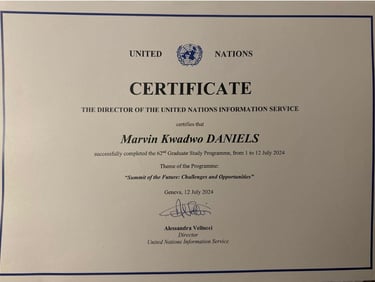 UNITED NATIONS
CERTIFICATE
THE DIRECTOR OF THE UNITED NATIONS INFORMATION SERVICE
certifies that
Marvin Kwadwo DANIELS
successfully completed the 62nd Graduate Study Programme, from 1 to 12 July 2024
Theme of the Programme:
"Summit of the Future: Challenges and Opportunities"
Geneva, 12 July 2024
Alessandra Vellucci
Director
United Nations Information Service